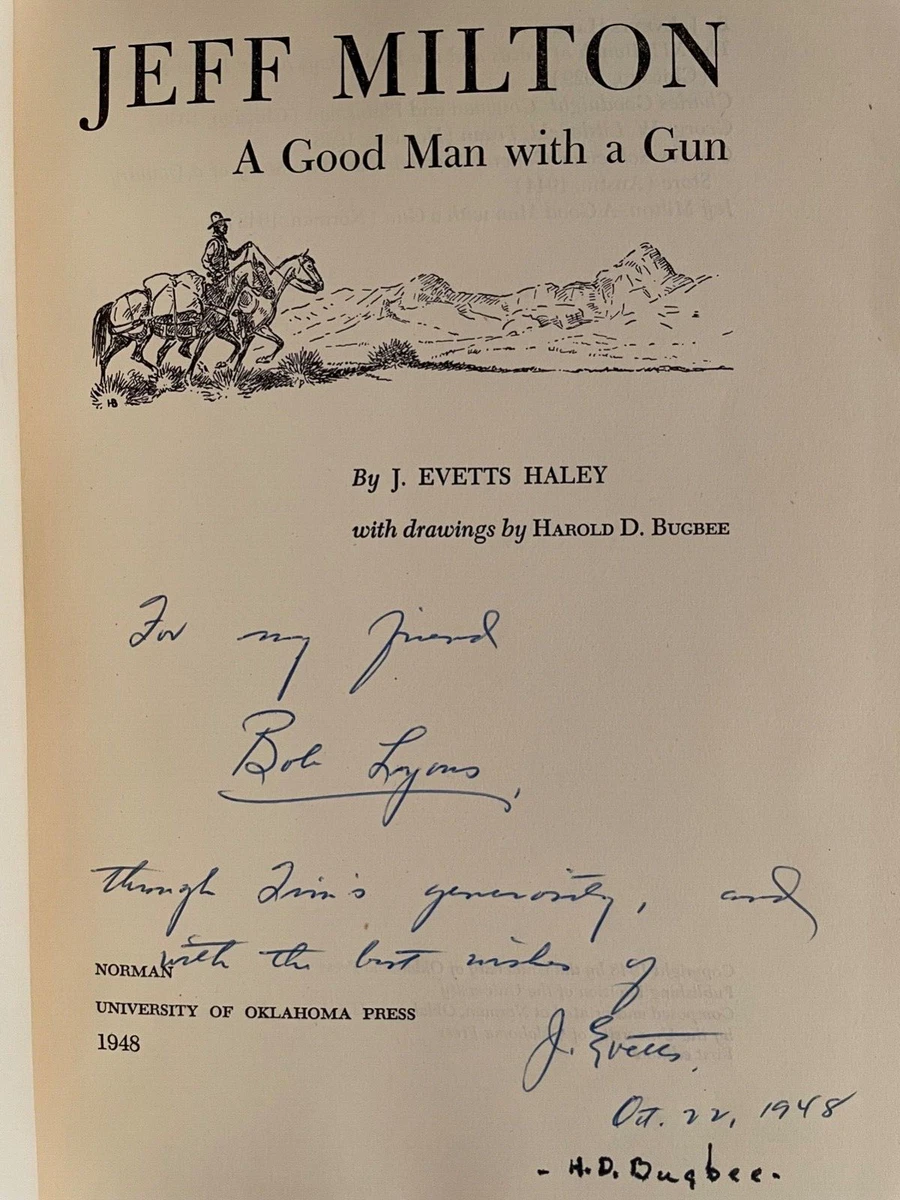 JEFF MILTON
A Good Man with a Gun
HB
By J. EVETTS HALEY
with drawings by HAROLD D. BUGBEE
For my friend
Bob Lyons,
through Tim's generosity, and
with the best wishes of
NORMAN
UNIVERSITY OF OKLAHOMA PRESS
1948
J. Evetts.
Oct. 22, 1948
- H.D. Bugbee. -